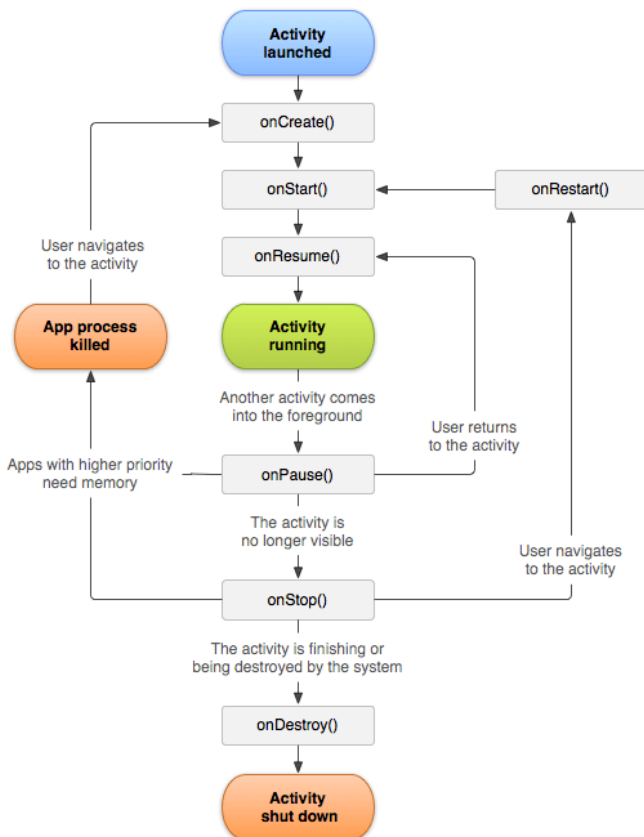 Activity
launched
onCreate()
onStart()
onRestart()
User navigates
to the activity
onResume()
App process
killed
Activity
running
Another activity comes
into the foreground
User returns
to the activity
Apps with higher priority
need memory
onPause()
The activity is
no longer visible
User navigates
to the activity
onStop()
The activity is finishing or
being destroyed by the system
onDestroy()
Activity
shut down